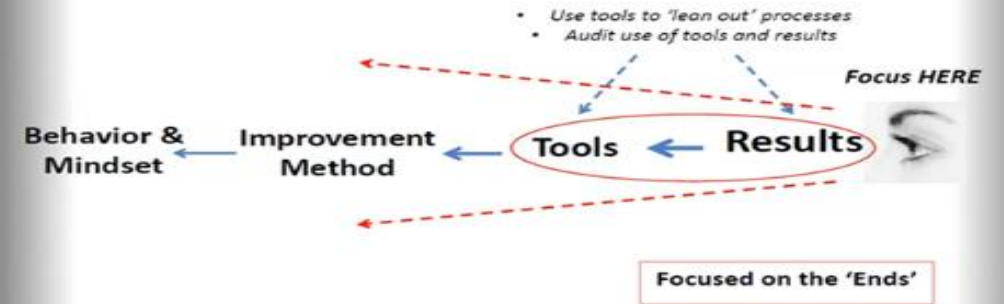 • Use tools to 'lean out' processes
• Audit use of tools and results
Focus HERE
Behavior &
Mindset
Improvement
Method
Tools
Results
Focused on the 'Ends'